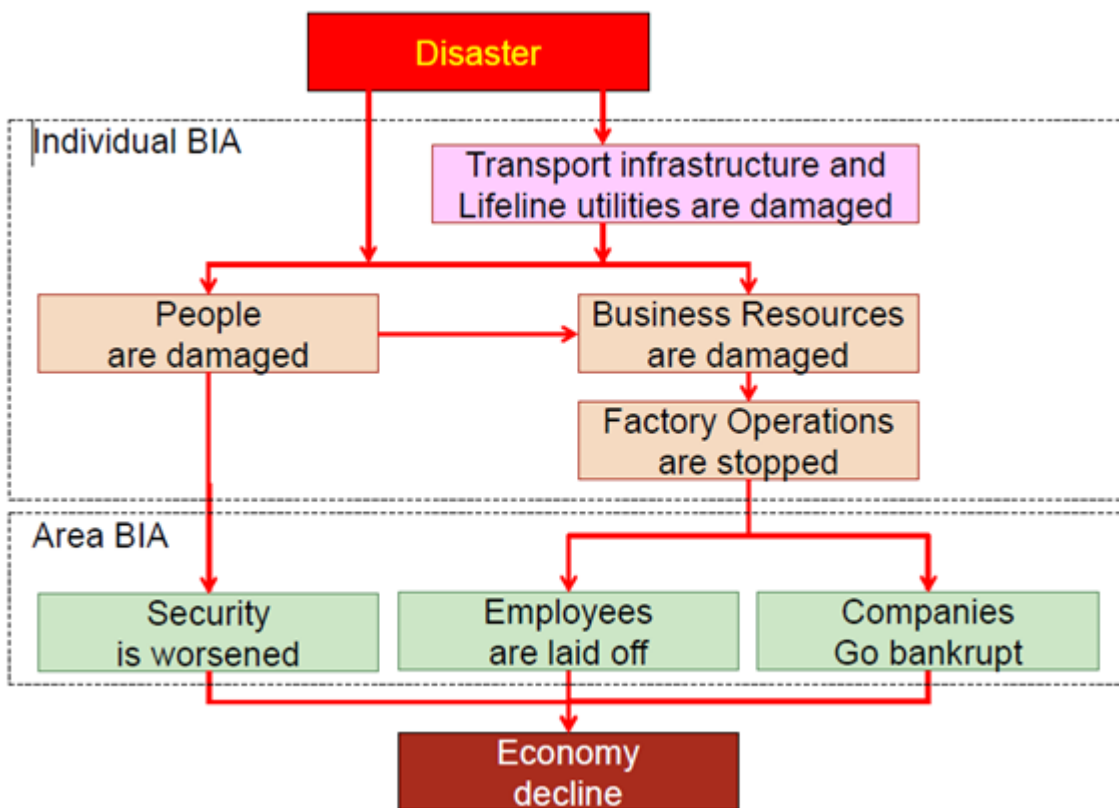 Disaster
Individual BIA
Transport infrastructure and
Lifeline utilities are damaged
People
are damaged
Business Resources
are damaged
Factory Operations
are stopped
Area BIA
Security
is worsened
Employees
are laid off
Companies
Go bankrupt
Economy
decline